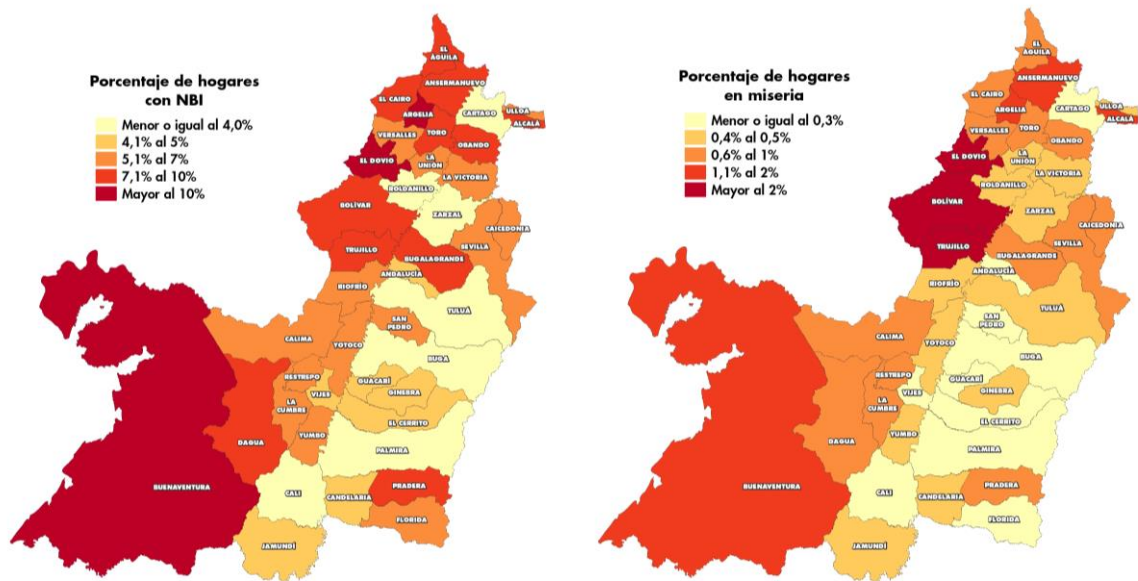 Porcentaje de hogares
con NBI
Menor o igual al 4,0%
4,1% al 5%
5,1% al 7%
7,1% al 10%
Mayor al 10%
EL
ÁGUILA
ANSERMANUEVO
EL CAIRO
ARGELIA
CARTAGO
ULLOA
ALCALÁ
VERSALLES
TORO
OBANDO
EL DOVIO
LA
UNIÓN
LA VICTORIA
ROLDANILLO
BOLÍVAR
ZARZAL
CAICEDONIA
TRUJILLO
SEVILLA
BUGALAGRANDE
ANDALUCÍA
RIOFRÍO
TULUÁ
SAN
PEDRO
CALIMA
YOTOCO
BUGA
RESTREPO
GUACARÍ
VIJES
GINEBRA
LA
CUMBRE
EL CERRITO
DAGUA
YUMBO
PALMIRA
BUENAVENTURA
CALI
CANDELARIA
PRADERA
FLORIDA
JAMUNDÍ
Porcentaje de hogares
en miseria
Menor o igual al 0,3%
0,4% al 0,5%
0,6% al 1%
1,1% al 2%
Mayor al 2%
EL
ÁGUILA
ANSERMANUEVO
EL CAIRO
ARGELIA
CARTAGO
ULLOA
ALCALÁ
VERSALLES
TORO
OBANDO
EL DOVIO
LA
UNIÓN
LA VICTORIA
ROLDANILLO
BOLÍVAR
ZARZAL
CAICEDONIA
TRUJILLO
SEVILLA
BUGALAGRANDE
ANDALUCÍA
RIOFRÍO
TULUÁ
SAN
PEDRO
CALIMA
YOTOCO
BUGA
RESTREPO
GUACARÍ
VIJES
GINEBRA
LA
CUMBRE
EL CERRITO
DAGUA
YUMBO
PALMIRA
BUENAVENTURA
CALI
CANDELARIA
PRADERA
FLORIDA
JAMUNDÍ